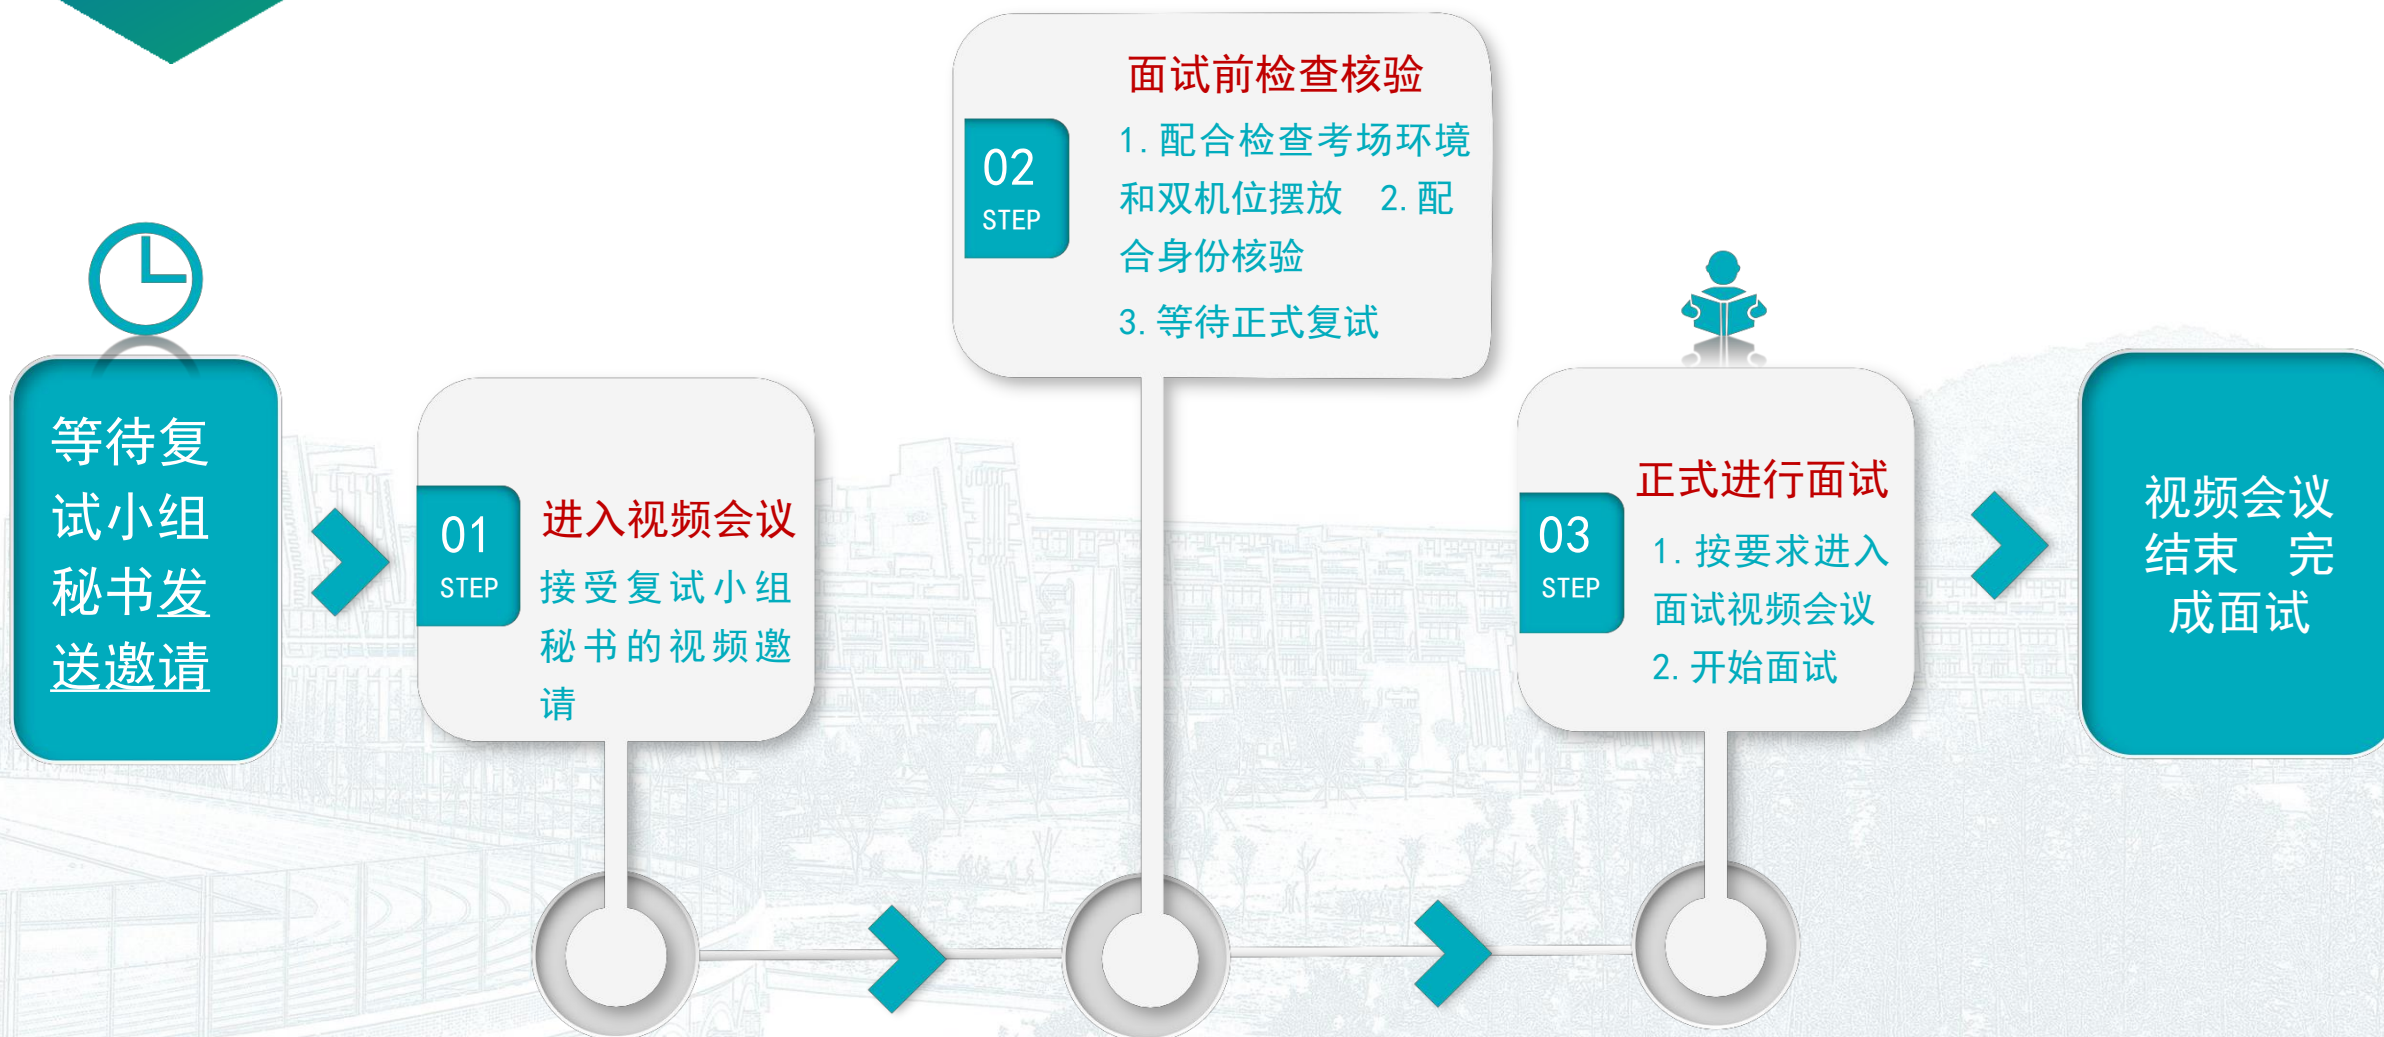 等待复
试小组
秘书发
送邀请
01
STEP
进入视频会议
接受复试小组
秘书的视频邀
请
02
STEP
面试前检查核验
1.配合检查考场环境
和双机位摆放 2.配
合身份核验
3.等待正式复试
03
STEP
正式进行面试
1.按要求进入
面试视频会议
2.开始面试
视频会议
结束 完
成面试